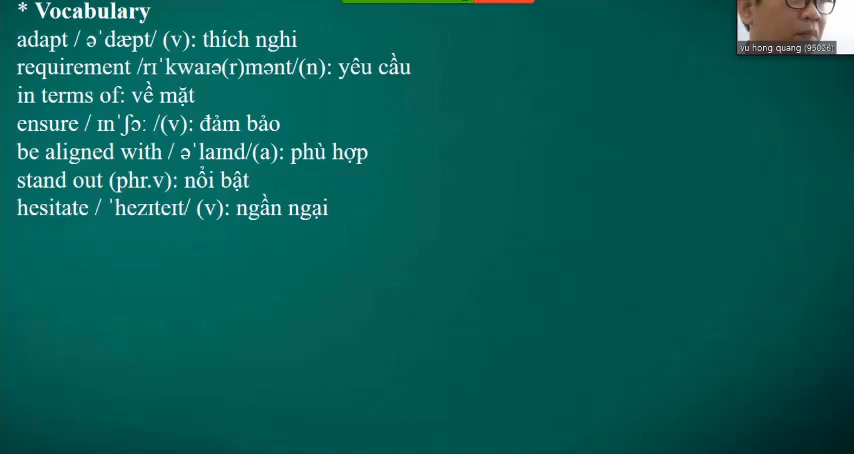 * Vocabulary
adapt / əˈdæpt/ (v): thích nghi
requirement /rɪˈkwaɪə(r)mənt/(n): yêu cầu
in terms of: về mặt
ensure / ɪnˈʃɔː /(v): đảm bảo
be aligned with / əˈlaɪnd/(a): phù hợp
stand out (phr.v): nổi bật
hesitate / ˈhezɪteɪt/ (v): ngần ngại
vu hong quang (95026)